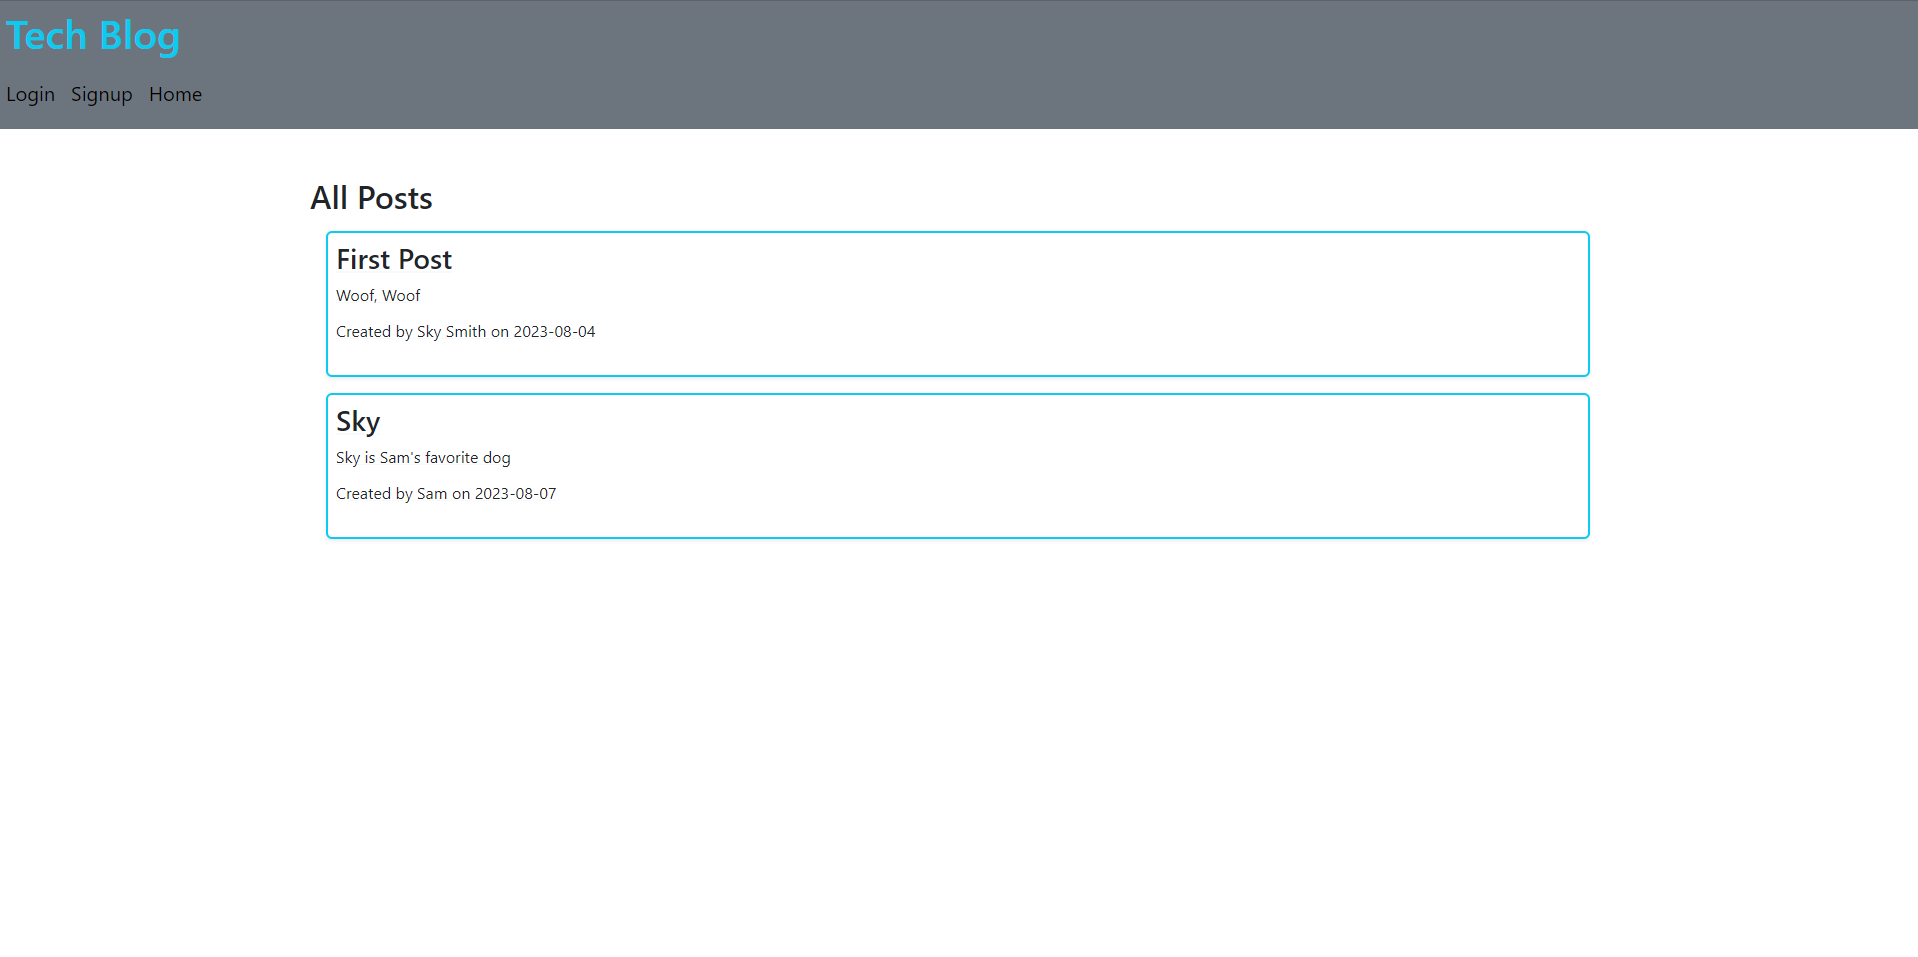 Tech Blog
Login Signup Home
All Posts
First Post
Woof, Woof
Created by Sky Smith on 2023-08-04
Sky
Sky is Sam's favorite dog
Created by Sam on 2023-08-07